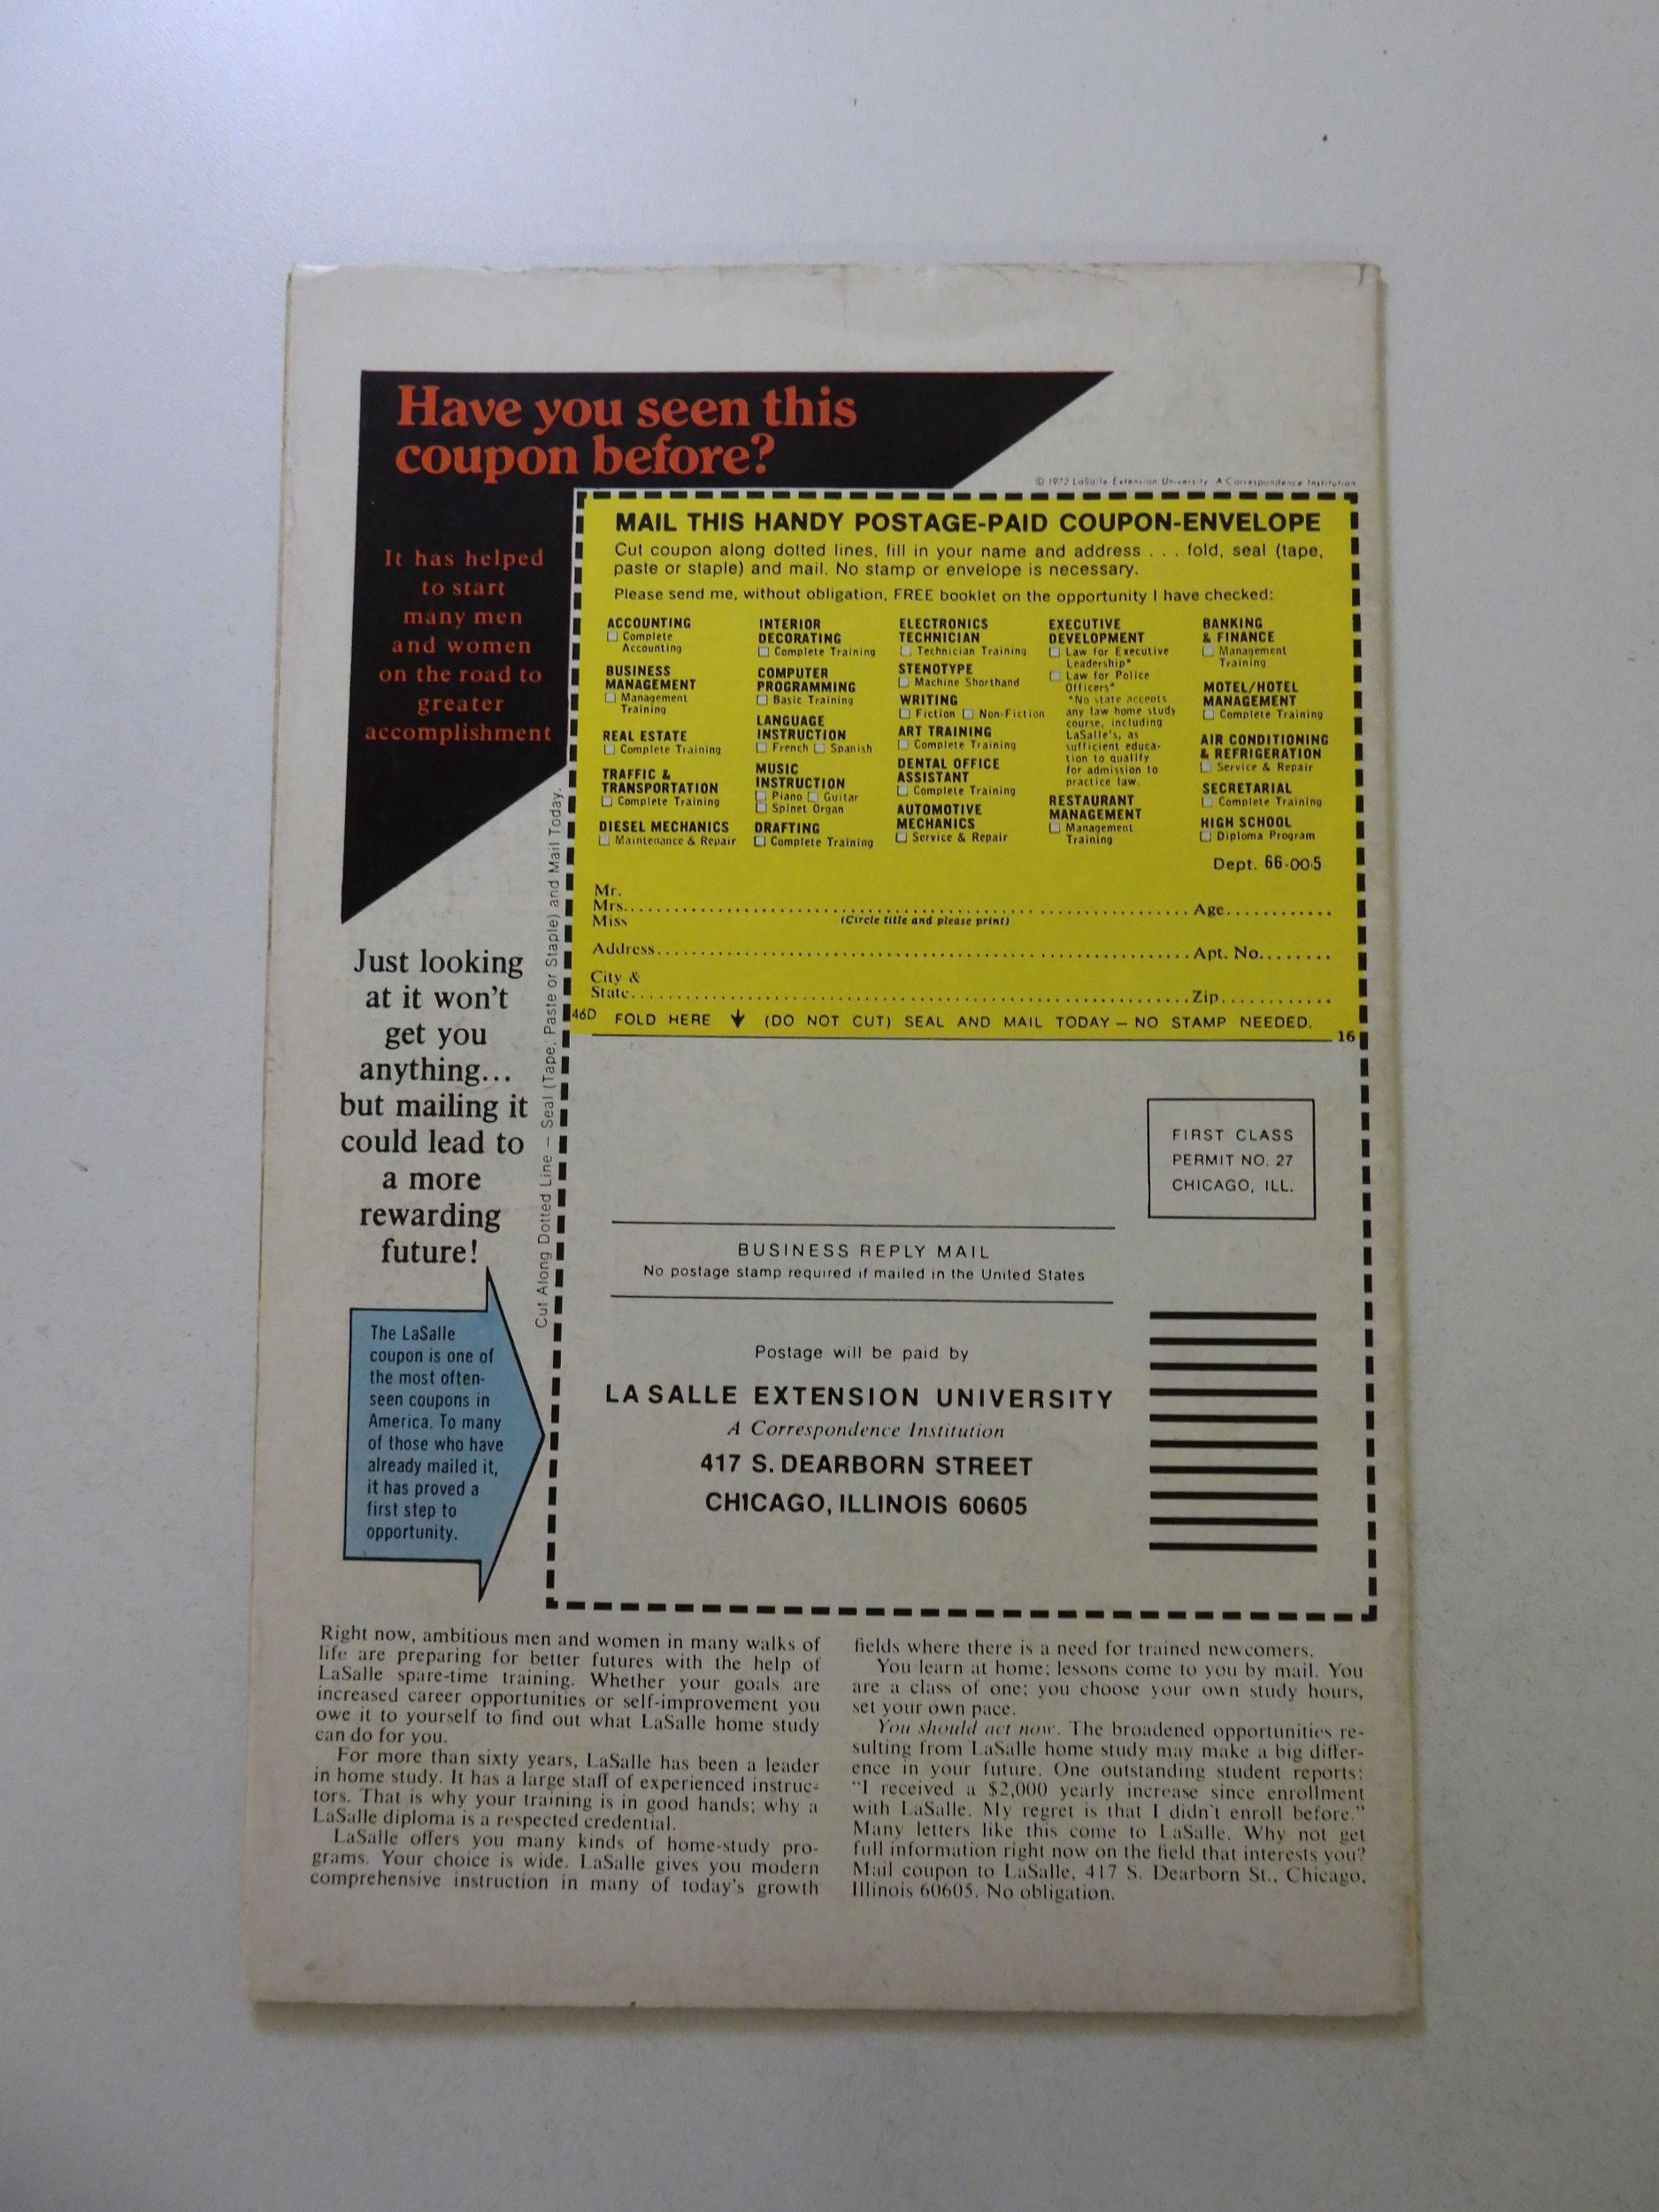 Have you seen this
coupon before?
© 1972 LaSalle Extension University A Correspondence Institution
It has helped
to start
many men
and women
on the road to
greater
accomplishment
MAIL THIS HANDY POSTAGE-PAID COUPON-ENVELOPE
Cut coupon along dotted lines, fill in your name and address . . . fold, seal (tape,
paste or staple) and mail. No stamp or envelope is necessary.
Please send me, without obligation, FREE booklet on the opportunity I have checked:
ACCOUNTING
Complete
Accounting
BUSINESS
MANAGEMENT
Management
Training
REAL ESTATE
Complete Training
TRAFFIC &
TRANSPORTATION
Complete Training
DIESEL MECHANICS
Maintenance & Repair
INTERIOR
DECORATING
Complete Training
COMPUTER
PROGRAMMING
Basic Training
LANGUAGE
INSTRUCTION
French Spanish
MUSIC
INSTRUCTION
Piano Guitar
Spinet Organ
DRAFTING
Complete Training
ELECTRONICS
TECHNICIAN
Technician Training
STENOTYPE
Machine Shorthand
WRITING
Fiction Non-Fiction
ART TRAINING
Complete Training
DENTAL OFFICE
ASSISTANT
Complete Training
AUTOMOTIVE
MECHANICS
Service & Repair
EXECUTIVE
DEVELOPMENT
Law for Executive
Leadership*
Law for Police
Officers*
*No state accepts
any law home study
course, including
LaSalle's, as
sufficient educa-
tion to qualify
for admission to
practice law.
RESTAURANT
MANAGEMENT
Management
Training
BANKING
& FINANCE
Management
Training
MOTEL/HOTEL
MANAGEMENT
Complete Training
AIR CONDITIONING
& REFRIGERATION
Service & Repair
SECRETARIAL
Complete Training
HIGH SCHOOL
Diploma Program
Dept. 66-005
Mr.
Mrs. Age
Miss (Circle title and please print)
Address Apt. No.
City &
State Zip
46D FOLD HERE (DO NOT CUT) SEAL AND MAIL TODAY – NO STAMP NEEDED.
16
Cut Along Dotted Line – Seal (Tape, Paste or Staple) and Mail Today.
Just looking
at it won't
get you
anything...
but mailing it
could lead to
a more
rewarding
future!
The LaSalle
coupon is one of
the most often-
seen coupons in
America. To many
of those who have
already mailed it,
it has proved a
first step to
opportunity.
FIRST CLASS
PERMIT NO. 27
CHICAGO, ILL.
BUSINESS REPLY MAIL
No postage stamp required if mailed in the United States
Postage will be paid by
LA SALLE EXTENSION UNIVERSITY
A Correspondence Institution
417 S. DEARBORN STREET
CHICAGO, ILLINOIS 60605
Right now, ambitious men and women in many walks of
life are preparing for better futures with the help of
LaSalle spare-time training. Whether your goals are
increased career opportunities or self-improvement you
owe it to yourself to find out what LaSalle home study
can do for you.
For more than sixty years, LaSalle has been a leader
in home study. It has a large staff of experienced instruc-
tors. That is why your training is in good hands; why a
LaSalle diploma is a respected credential.
LaSalle offers you many kinds of home-study pro-
grams. Your choice is wide. LaSalle gives you modern
comprehensive instruction in many of today's growth
fields where there is a need for trained newcomers.
You learn at home; lessons come to you by mail. You
are a class of one; you choose your own study hours,
set your own pace.
You should act now. The broadened opportunities re-
sulting from LaSalle home study may make a big differ-
ence in your future. One outstanding student reports:
"I received a $2,000 yearly increase since enrollment
with LaSalle. My regret is that I didn't enroll before."
Many letters like this come to LaSalle. Why not get
full information right now on the field that interests you?
Mail coupon to LaSalle, 417 S. Dearborn St., Chicago,
Illinois 60605. No obligation.